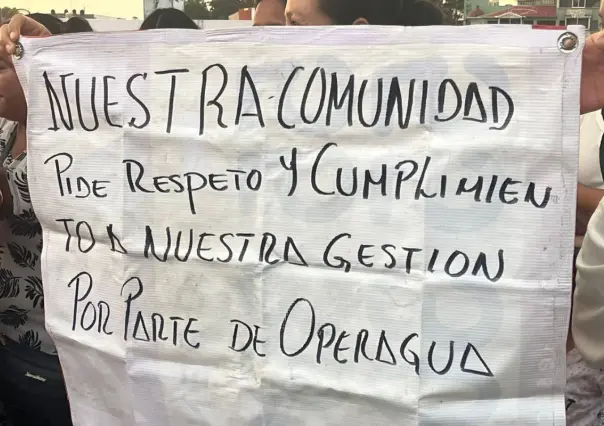 NUESTRA-COMUNIDAD
PIDE RESPETO Y CUMPLIMIEN
TO A NUESTRA GESTION
POR PARTE DE OPERAGUA